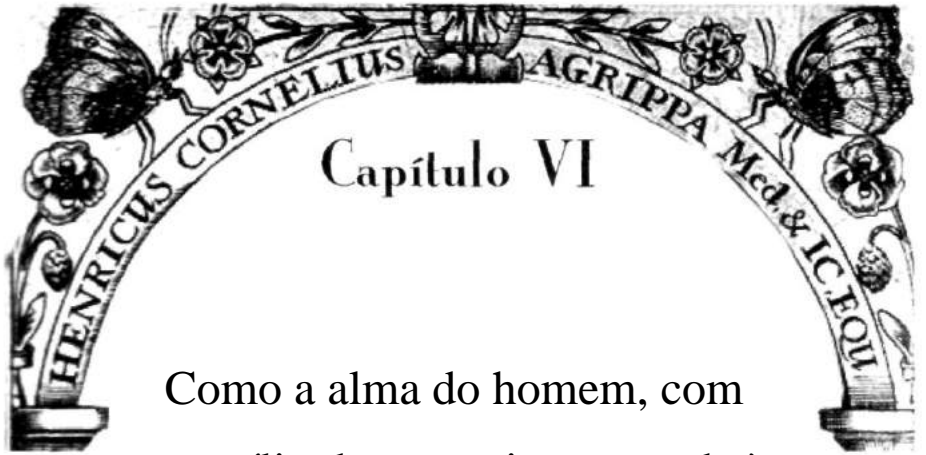 HENRICUS CORNELIUS AGRIPPA Med. & IC. EQU
Capítulo VI
Como a alma do homem, com